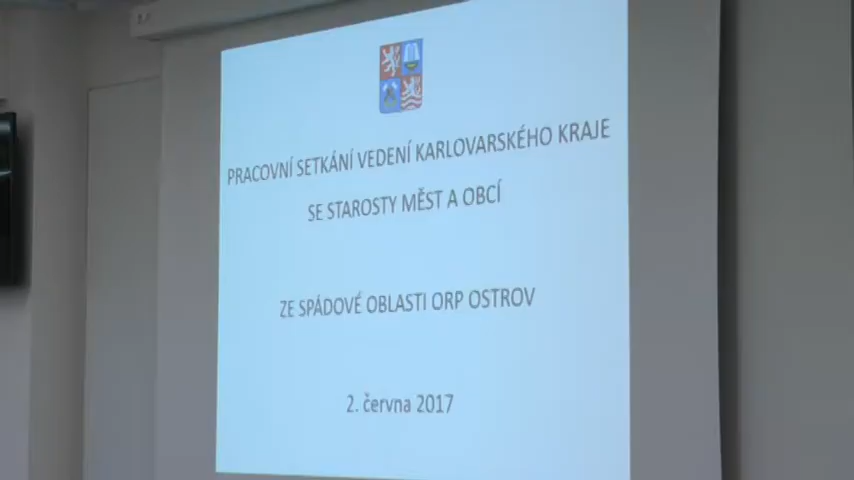 PRACOVNÍ SETKÁNÍ VEDENÍ KARLOVARSKÉHO KRAJE
SE STAROSTY MĚST A OBCÍ
ZE SPÁDOVÉ OBLASTI ORP OSTROV
2. června 2017